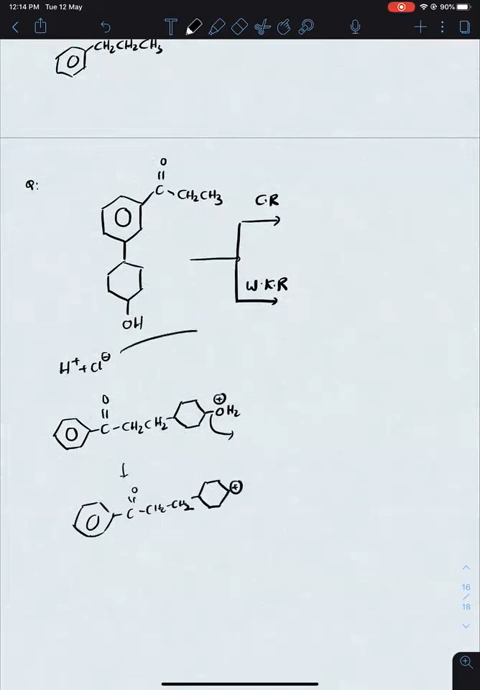 12:14 PM Tue 12 May
90%
CH2CH2CH3
Q:
O
C
CH2CH3
C.R
W.K.R
OH
H⁺ + Cl⊖
O
⊕
C-CH2CH2
OH2
O
⊕
C-CH2-CH2
16
/
18